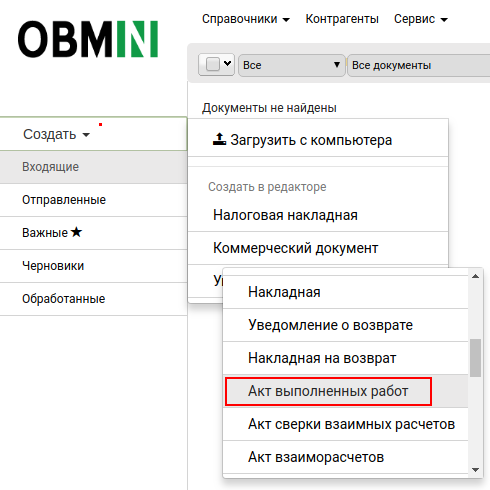 OBMIN
Справочники Контрагенты Сервис
Все Все документы
Документы не найдены
Создать
Загрузить с компьютера
Входящие
Создать в редакторе
Отправленные
Налоговая накладная
Важные
Коммерческий документ
Черновики
Накладная
Обработанные
Уведомление о возврате
Накладная на возврат
Акт выполненных работ
Акт сверки взаимных расчетов
Акт взаиморасчетов